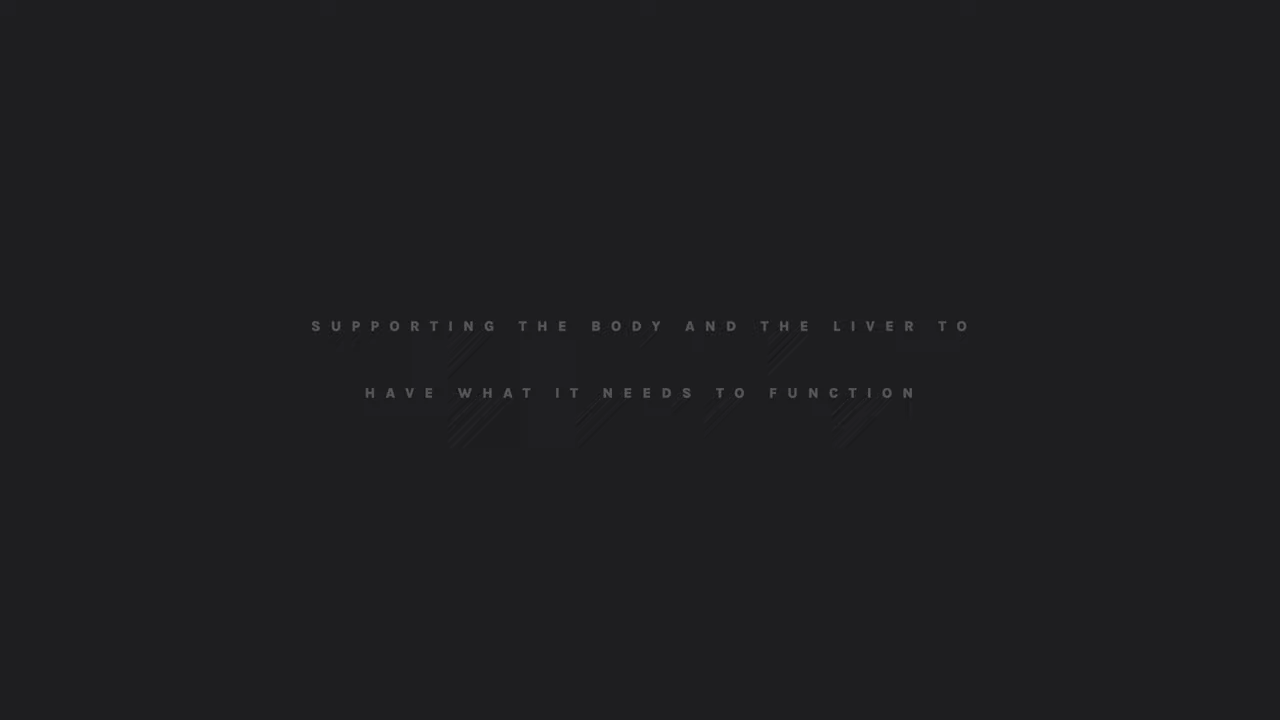 SUPPORTING THE BODY AND THE LIVER TO
HAVE WHAT IT NEEDS TO FUNCTION